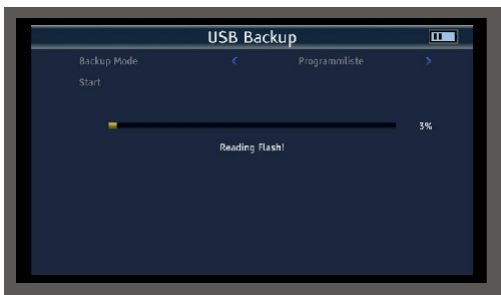 USB Backup
Backup Mode < Programmliste >
Start
3%
Reading Flash!